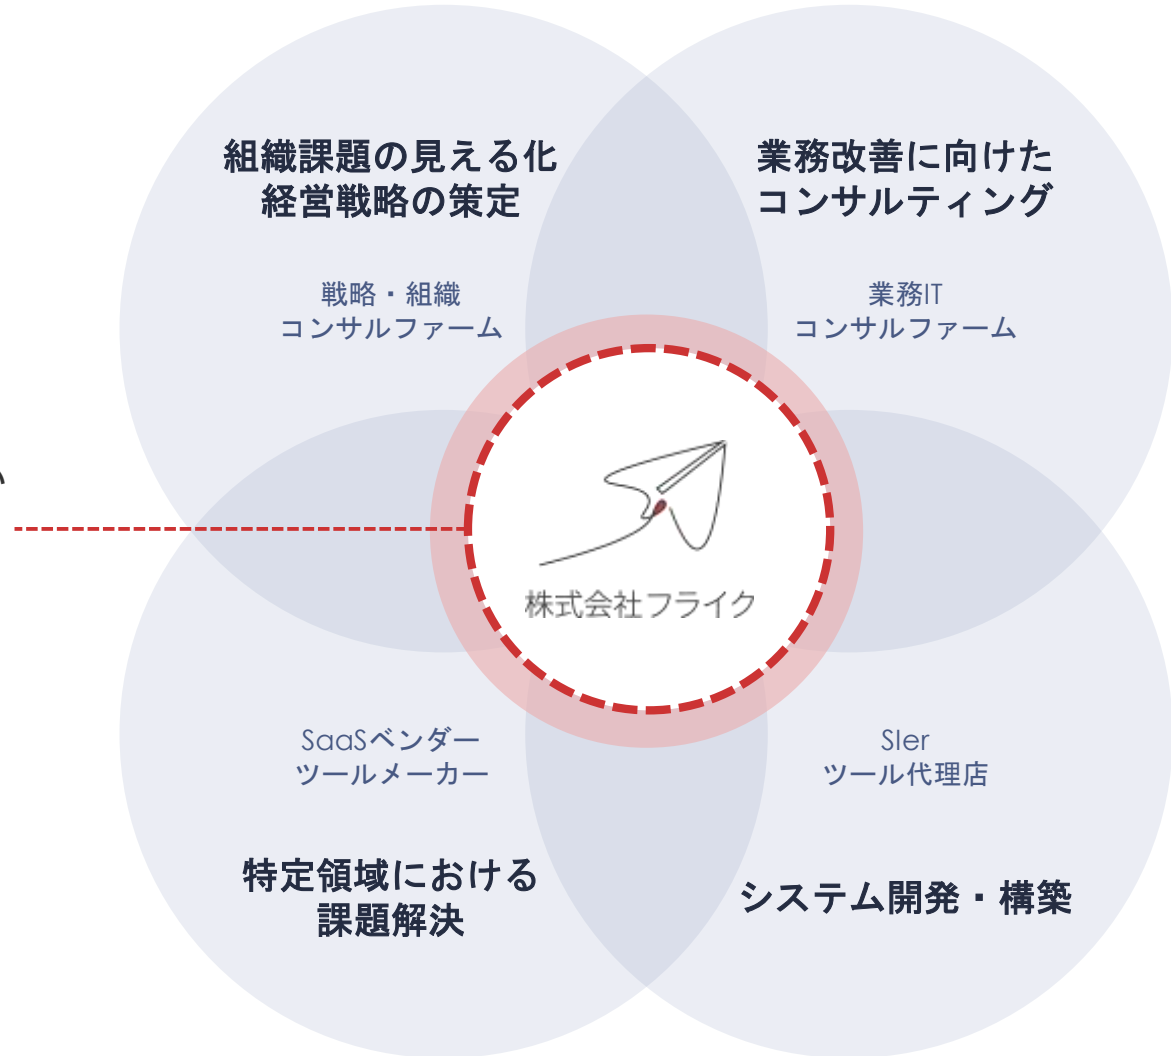 組織課題の見える化
経営戦略の策定
戦略・組織
コンサルファーム
業務改善に向けた
コンサルティング
業務IT
コンサルファーム
株式会社フライク
SaaSベンダー
ツールメーカー
特定領域における
課題解決
SIer
ツール代理店
システム開発・構築